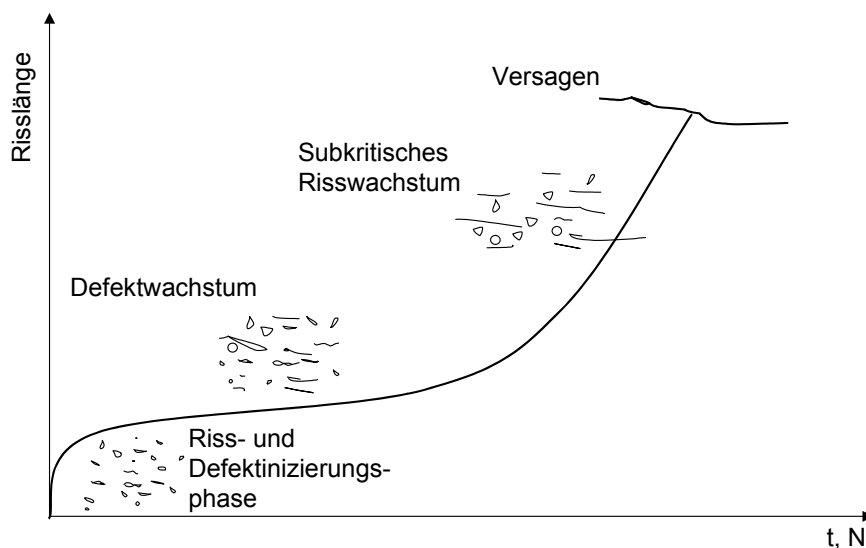 Risslänge
Versagen
Subkritisches
Risswachstum
Defektwachstum
Riss- und
Defektinizierungs-
phase
t, N